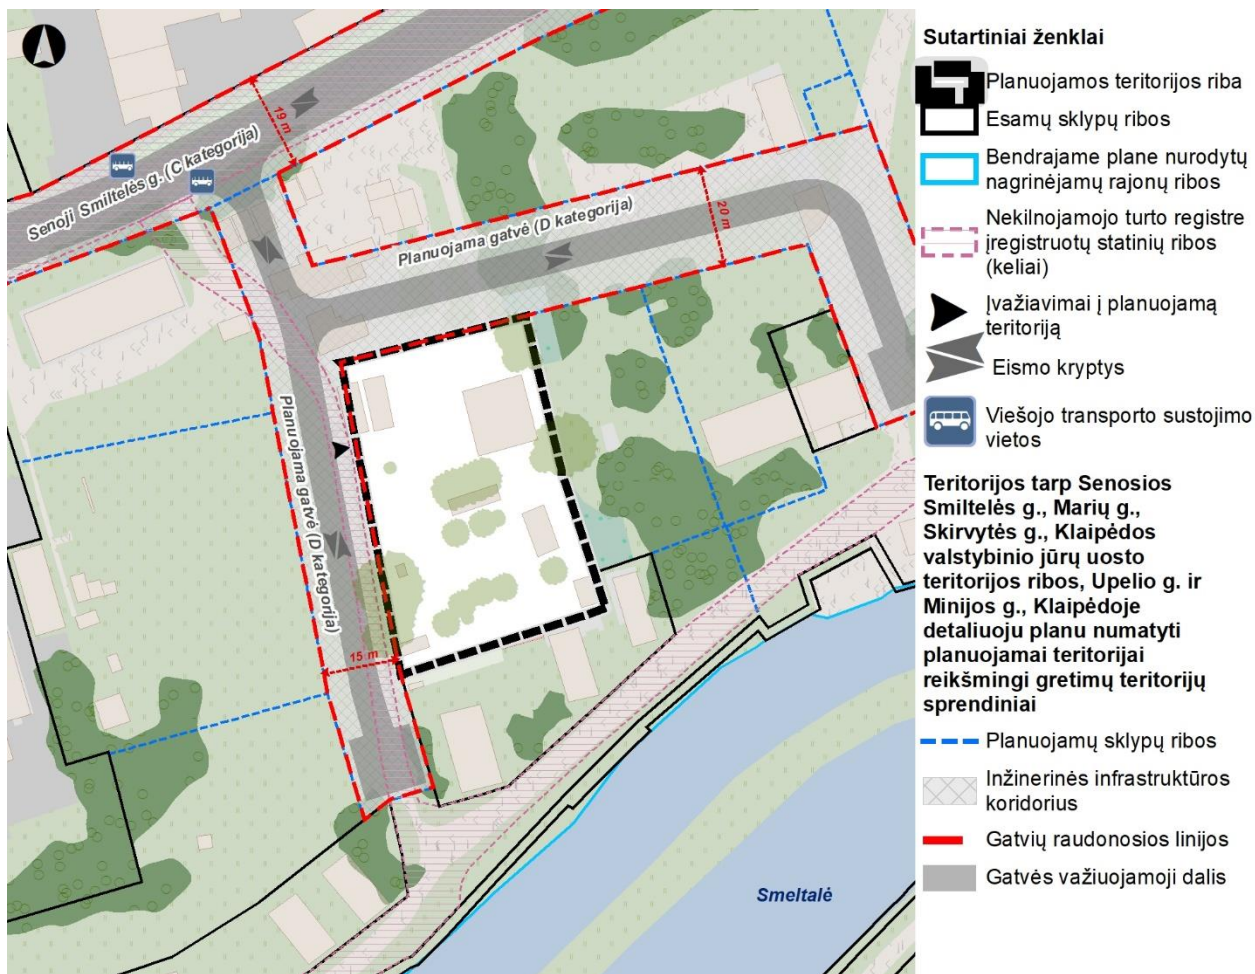 19 m
Senoji Smiltelės g. (C kategorija)
Planuojama gatvė (D kategorija)
20 m
Planuojama gatvė (D kategorija)
15 m
Smeltalė
Sutartiniai ženklai
Planuojamos teritorijos riba
Esamų sklypų ribos
Bendrajame plane nurodytų
nagrinėjamų rajonų ribos
Nekilnojamojo turto registre
įregistruotų statinių ribos
(keliai)
Įvažiavimai į planuojamą
teritoriją
Eismo kryptys
Viešojo transporto sustojimo
vietos
Teritorijos tarp Senosios
Smiltelės g., Marių g.,
Skirvytės g., Klaipėdos
valstybinio jūrų uosto
teritorijos ribos, Upelio g. ir
Minijos g., Klaipėdoje
detaliuoju planu numatyti
planuojamai teritorijai
reikšmingi gretimų teritorijų
sprendiniai
Planuojamų sklypų ribos
Inžinerinės infrastruktūros
koridorius
Gatvių raudonosios linijos
Gatvės važiuojamoji dalis